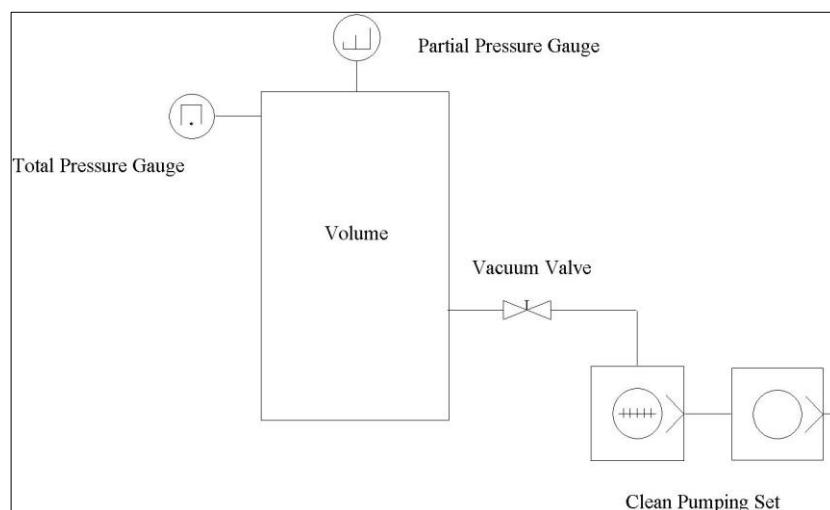 Partial Pressure Gauge
Total Pressure Gauge
Volume
Vacuum Valve
Clean Pumping Set